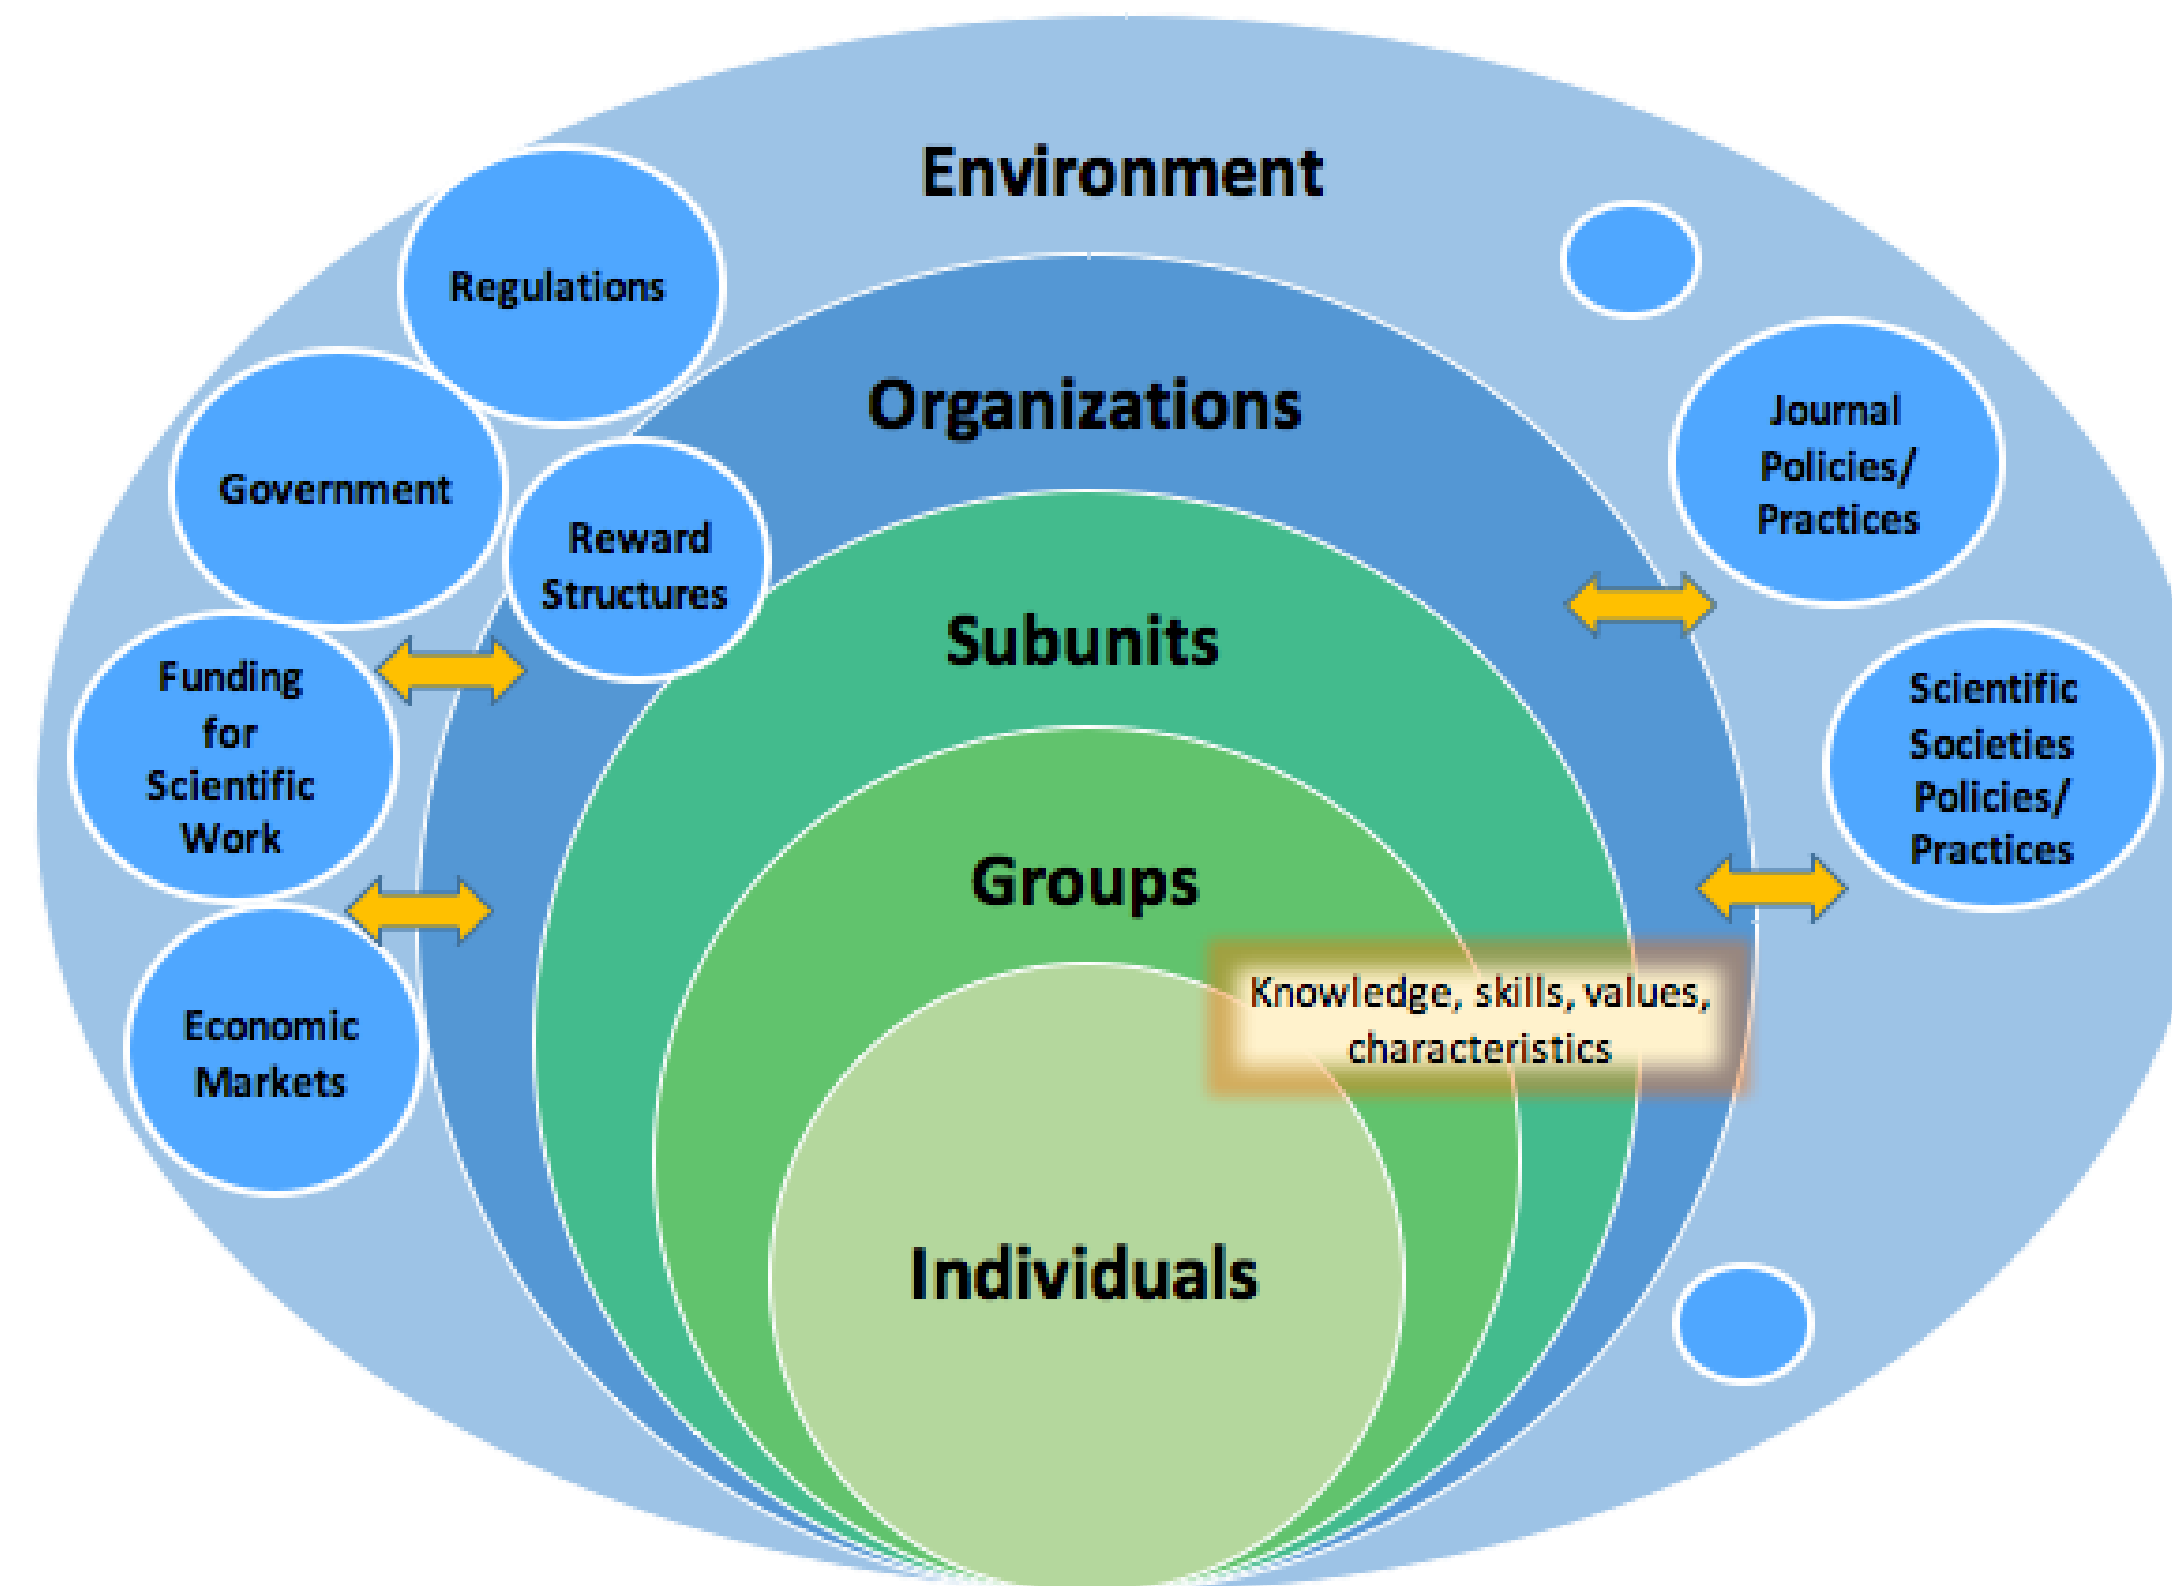 Environment
Regulations
Organizations
Government
Reward
Structures
Journal
Policies/
Practices
Subunits
Funding
for
Scientific
Work
Scientific
Societies
Policies/
Practices
Groups
Knowledge, skills, values,
characteristics
Economic
Markets
Individuals